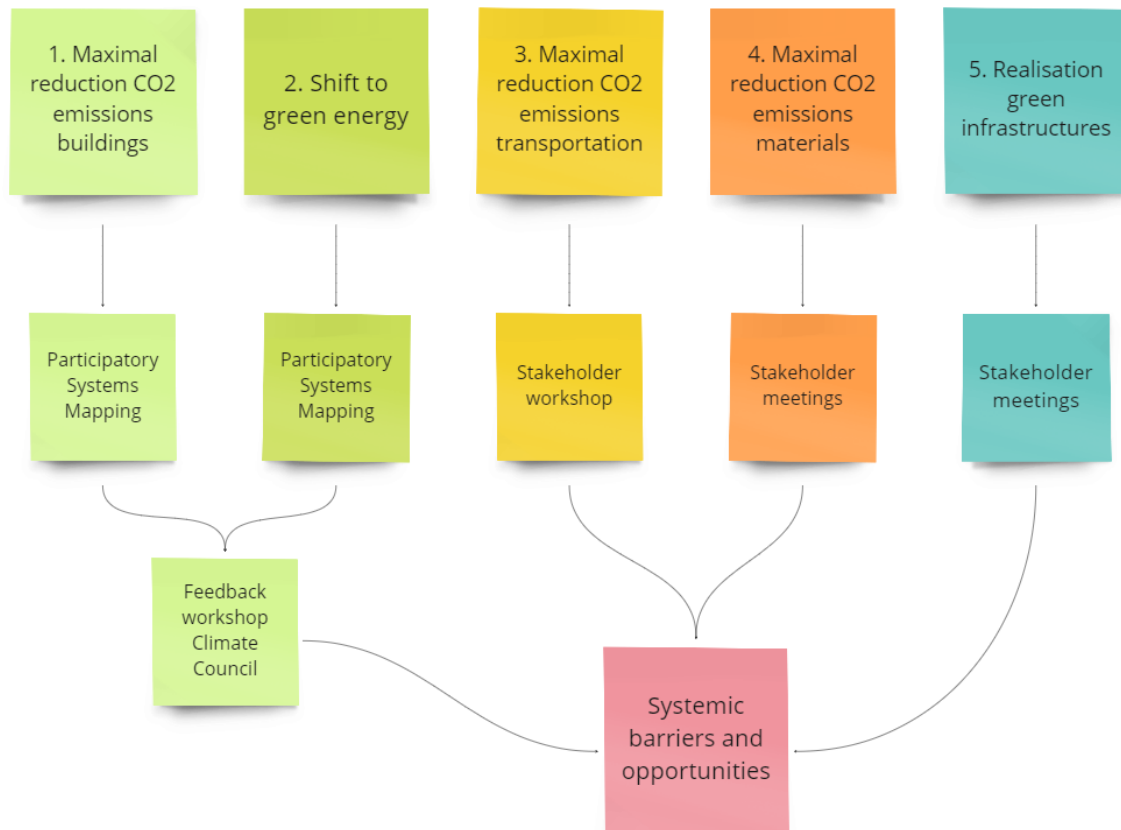 1. Maximal
reduction CO2
emissions
buildings
2. Shift to
green energy
3. Maximal
reduction CO2
emissions
transportation
4. Maximal
reduction CO2
emissions
materials
5. Realisation
green
infrastructures
Participatory
Systems
Mapping
Participatory
Systems
Mapping
Stakeholder
workshop
Stakeholder
meetings
Stakeholder
meetings
Feedback
workshop
Climate
Council
Systemic
barriers and
opportunities